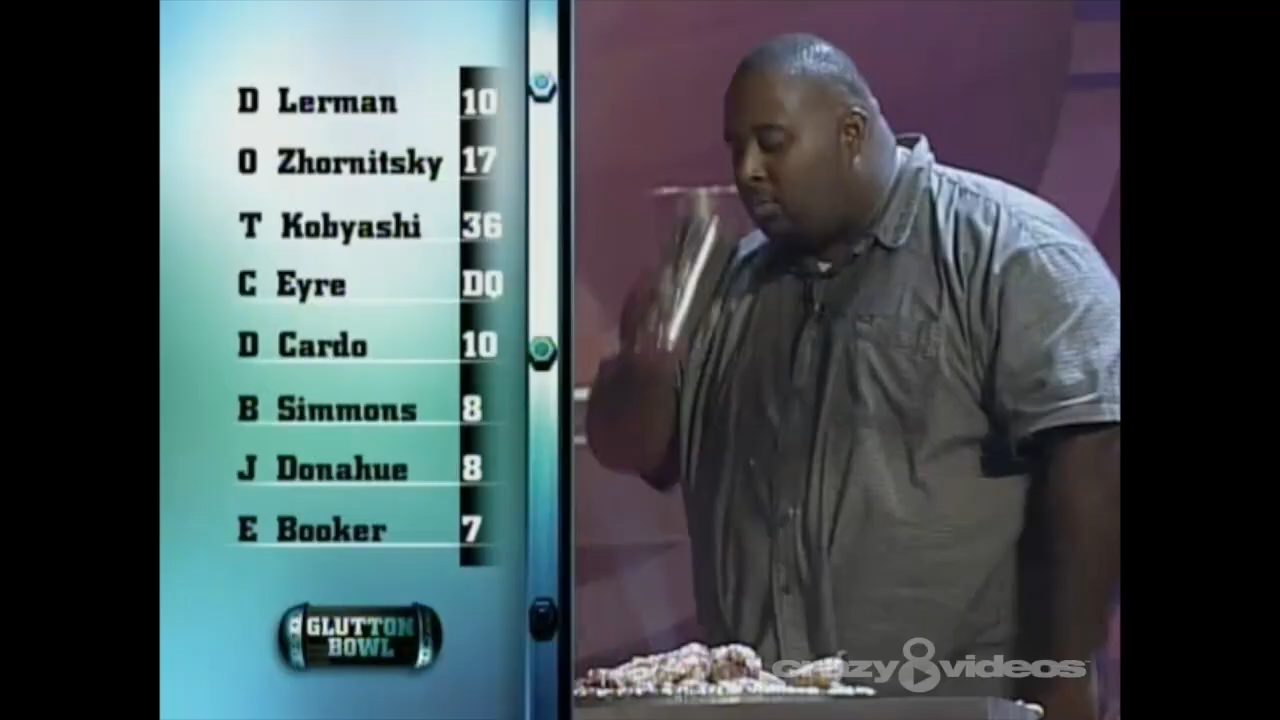 D Lerman 10
O Zhornitsky 17
T Kobyashi 36
C Eyre DQ
D Cardo 10
B Simmons 8
J Donahue 8
E Booker 7
GLUTTON
BOWL
crazy8videos